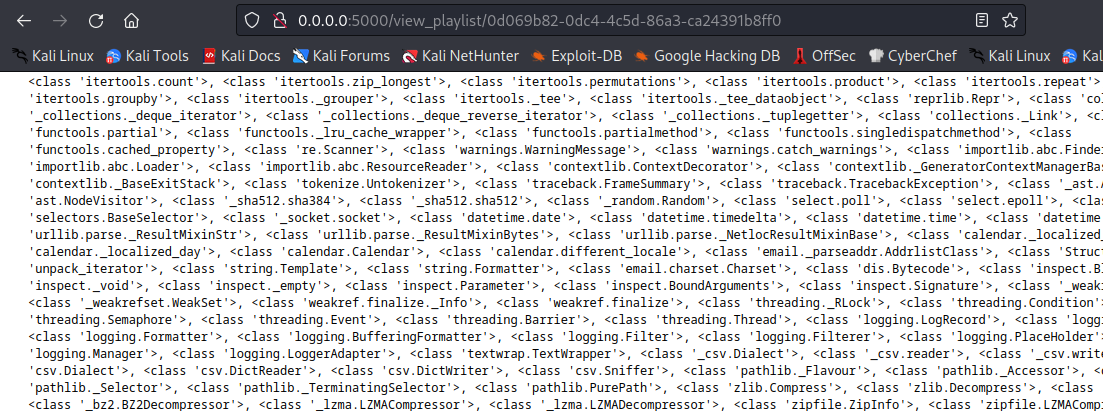 0.0.0.0:5000/view_playlist/0d069b82-0dc4-4c5d-86a3-ca24391b8ff0
Kali Linux Kali Tools Kali Docs Kali Forums Kali NetHunter Exploit-DB Google Hacking DB OffSec CyberChef Kali Linux Kal
<class 'itertools.count'>, <class 'itertools.zip_longest'>, <class 'itertools.permutations'>, <class 'itertools.product'>, <class 'itertools.repeat'
'itertools.groupby'>, <class 'itertools._grouper'>, <class 'itertools._tee'>, <class 'itertools._tee_dataobject'>, <class 'reprlib.Repr'>, <class 'col
'_collections._deque_iterator'>, <class '_collections._deque_reverse_iterator'>, <class '_collections._tuplegetter'>, <class 'collections._Link'>, <cl
'functools.partial'>, <class 'functools._lru_cache_wrapper'>, <class 'functools.partialmethod'>, <class 'functools.singledispatchmethod'>, <class
'functools.cached_property'>, <class 're.Scanner'>, <class 'warnings.WarningMessage'>, <class 'warnings.catch_warnings'>, <class 'importlib.abc.Finde
'importlib.abc.Loader'>, <class 'importlib.abc.ResourceReader'>, <class 'contextlib.ContextDecorator'>, <class 'contextlib._GeneratorContextManagerBas
'contextlib._BaseExitStack'>, <class 'tokenize.Untokenizer'>, <class 'traceback.FrameSummary'>, <class 'traceback.TracebackException'>, <class '_ast.A
'ast.NodeVisitor'>, <class '_sha512.sha384'>, <class '_sha512.sha512'>, <class '_random.Random'>, <class 'select.poll'>, <class 'select.epoll'>, <clas
'selectors.BaseSelector'>, <class '_socket.socket'>, <class 'datetime.date'>, <class 'datetime.timedelta'>, <class 'datetime.time'>, <class 'datetime
'urllib.parse._ResultMixinStr'>, <class 'urllib.parse._ResultMixinBytes'>, <class 'urllib.parse._NetlocResultMixinBase'>, <class 'calendar._localized_
'calendar._localized_day'>, <class 'calendar.Calendar'>, <class 'calendar.different_locale'>, <class 'email._parseaddr.AddrlistClass'>, <class 'Struct
'unpack_iterator'>, <class 'string.Template'>, <class 'string.Formatter'>, <class 'email.charset.Charset'>, <class 'dis.Bytecode'>, <class 'inspect.Bl
'inspect._void'>, <class 'inspect._empty'>, <class 'inspect.Parameter'>, <class 'inspect.BoundArguments'>, <class 'inspect.Signature'>, <class '_weak
<class '_weakrefset.WeakSet'>, <class 'weakref.finalize._Info'>, <class 'weakref.finalize'>, <class 'threading._RLock'>, <class 'threading.Condition'
'threading.Semaphore'>, <class 'threading.Event'>, <class 'threading.Barrier'>, <class 'threading.Thread'>, <class 'logging.LogRecord'>, <class 'logg
<class 'logging.Formatter'>, <class 'logging.BufferingFormatter'>, <class 'logging.Filter'>, <class 'logging.Filterer'>, <class 'logging.PlaceHolder'
'logging.Manager'>, <class 'logging.LoggerAdapter'>, <class 'textwrap.TextWrapper'>, <class '_csv.Dialect'>, <class '_csv.reader'>, <class '_csv.write
'csv.Dialect'>, <class 'csv.DictReader'>, <class 'csv.DictWriter'>, <class 'csv.Sniffer'>, <class 'pathlib._Flavour'>, <class 'pathlib._Accessor'>, <cl
'pathlib._Selector'>, <class 'pathlib._TerminatingSelector'>, <class 'pathlib.PurePath'>, <class 'zlib.Compress'>, <class 'zlib.Decompress'>, <class
<class '_bz2.BZ2Decompressor'>, <class '_lzma.LZMACompressor'>, <class '_lzma.LZMADecompressor'>, <class 'zipfile.ZipInfo'>, <class 'zipfile.LZMACompr